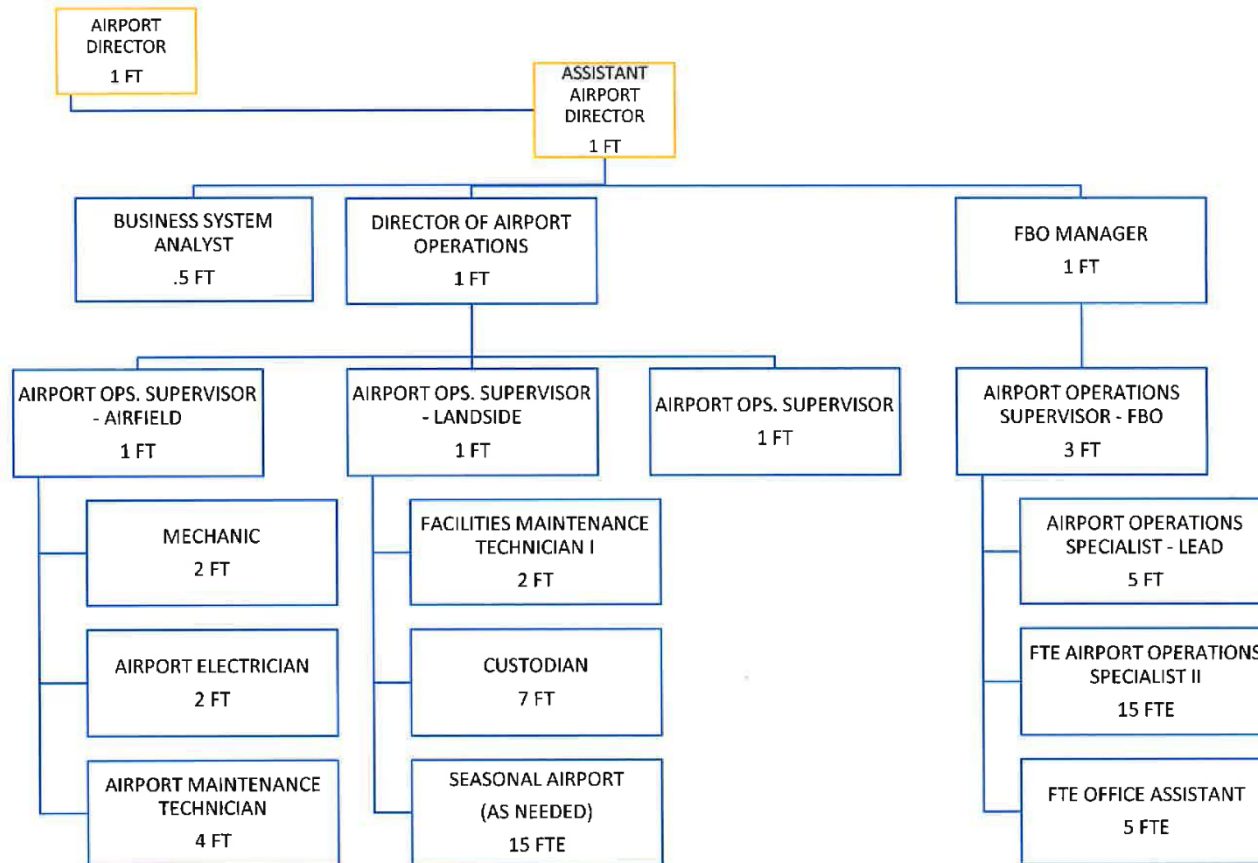 AIRPORT
DIRECTOR
1 FT
ASSISTANT
AIRPORT
DIRECTOR
1 FT
BUSINESS SYSTEM
ANALYST
.5 FT
DIRECTOR OF AIRPORT
OPERATIONS
1 FT
FBO MANAGER
1 FT
AIRPORT OPS. SUPERVISOR
- AIRFIELD
1 FT
AIRPORT OPS. SUPERVISOR
- LANDSIDE
1 FT
AIRPORT OPS. SUPERVISOR
1 FT
AIRPORT OPERATIONS
SUPERVISOR - FBO
3 FT
MECHANIC
2 FT
AIRPORT ELECTRICIAN
2 FT
AIRPORT MAINTENANCE
TECHNICIAN
4 FT
FACILITIES MAINTENANCE
TECHNICIAN I
2 FT
CUSTODIAN
7 FT
SEASONAL AIRPORT
(AS NEEDED)
15 FTE
AIRPORT OPERATIONS
SPECIALIST - LEAD
5 FT
FTE AIRPORT OPERATIONS
SPECIALIST II
15 FTE
FTE OFFICE ASSISTANT
5 FTE